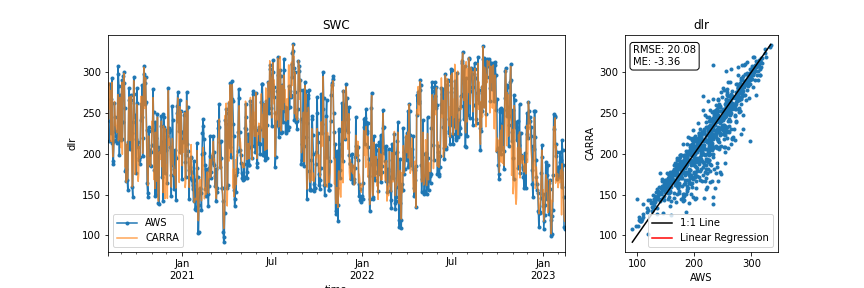 SWC
dlr
300
250
200
150
100
dlr
AWS
CARRA
Jan
2021
Jul
Jan
2022
Jul
Jan
2023
time
RMSE: 20.08
ME: -3.36
300
250
200
150
100
CARRA
1:1 Line
Linear Regression
100
200
300
AWS